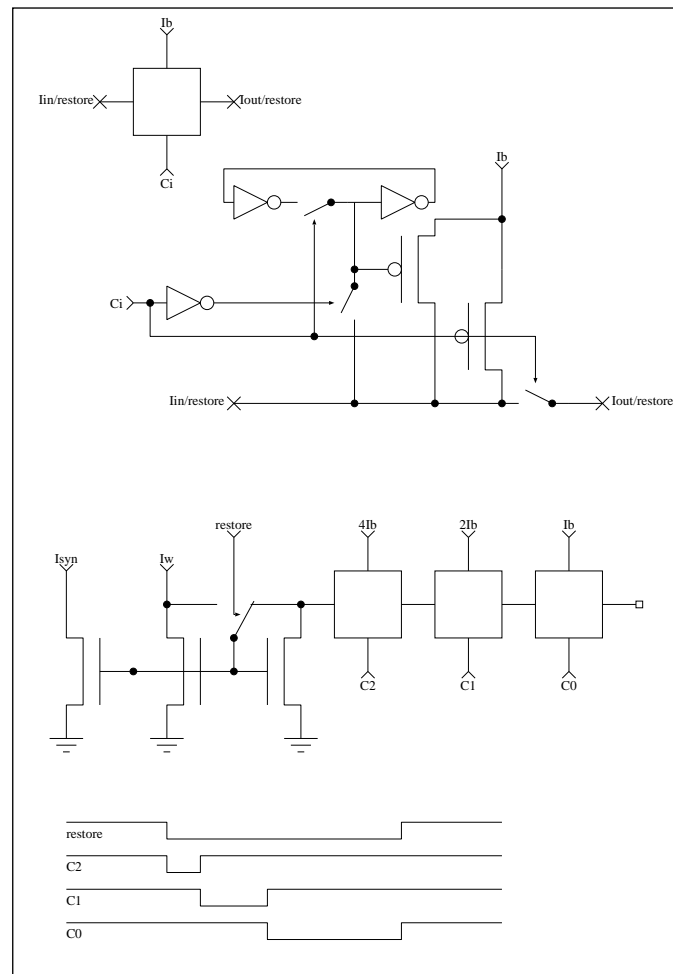 Ib
Iin/restore
Iout/restore
Ci
Ib
Ci
Iin/restore
Iout/restore
restore
4Ib
2Ib
Ib
Isyn
Iw
C2
C1
C0
restore
C2
C1
C0